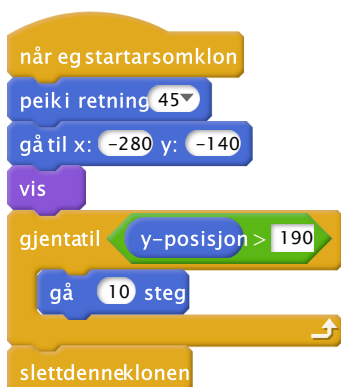 når eg startarsomklon
peik i retning 45
gå til x: -280 y: -140
vis
gjentatil y-posisjon > 190
gå 10 steg
slettdenneklonen